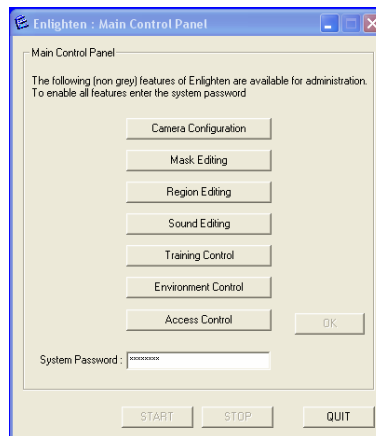 Enlighten : Main Control Panel
Main Control Panel
The following (non grey) features of Enlighten are available for administration.
To enable all features enter the system password
Camera Configuration
Mask Editing
Region Editing
Sound Editing
Training Control
Environment Control
Access Control
OK
System Password : xxxxxxxx
START STOP QUIT